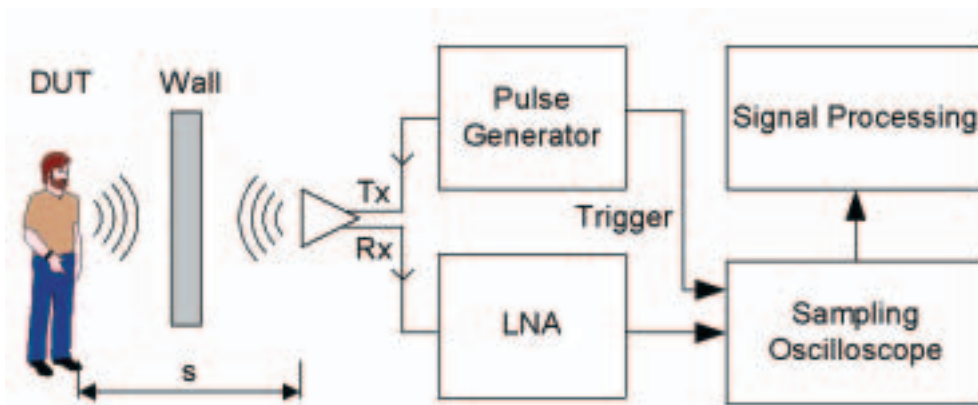 DUT
Wall
Pulse
Generator
Signal Processing
Tx
Rx
Trigger
LNA
Sampling
Oscilloscope
s